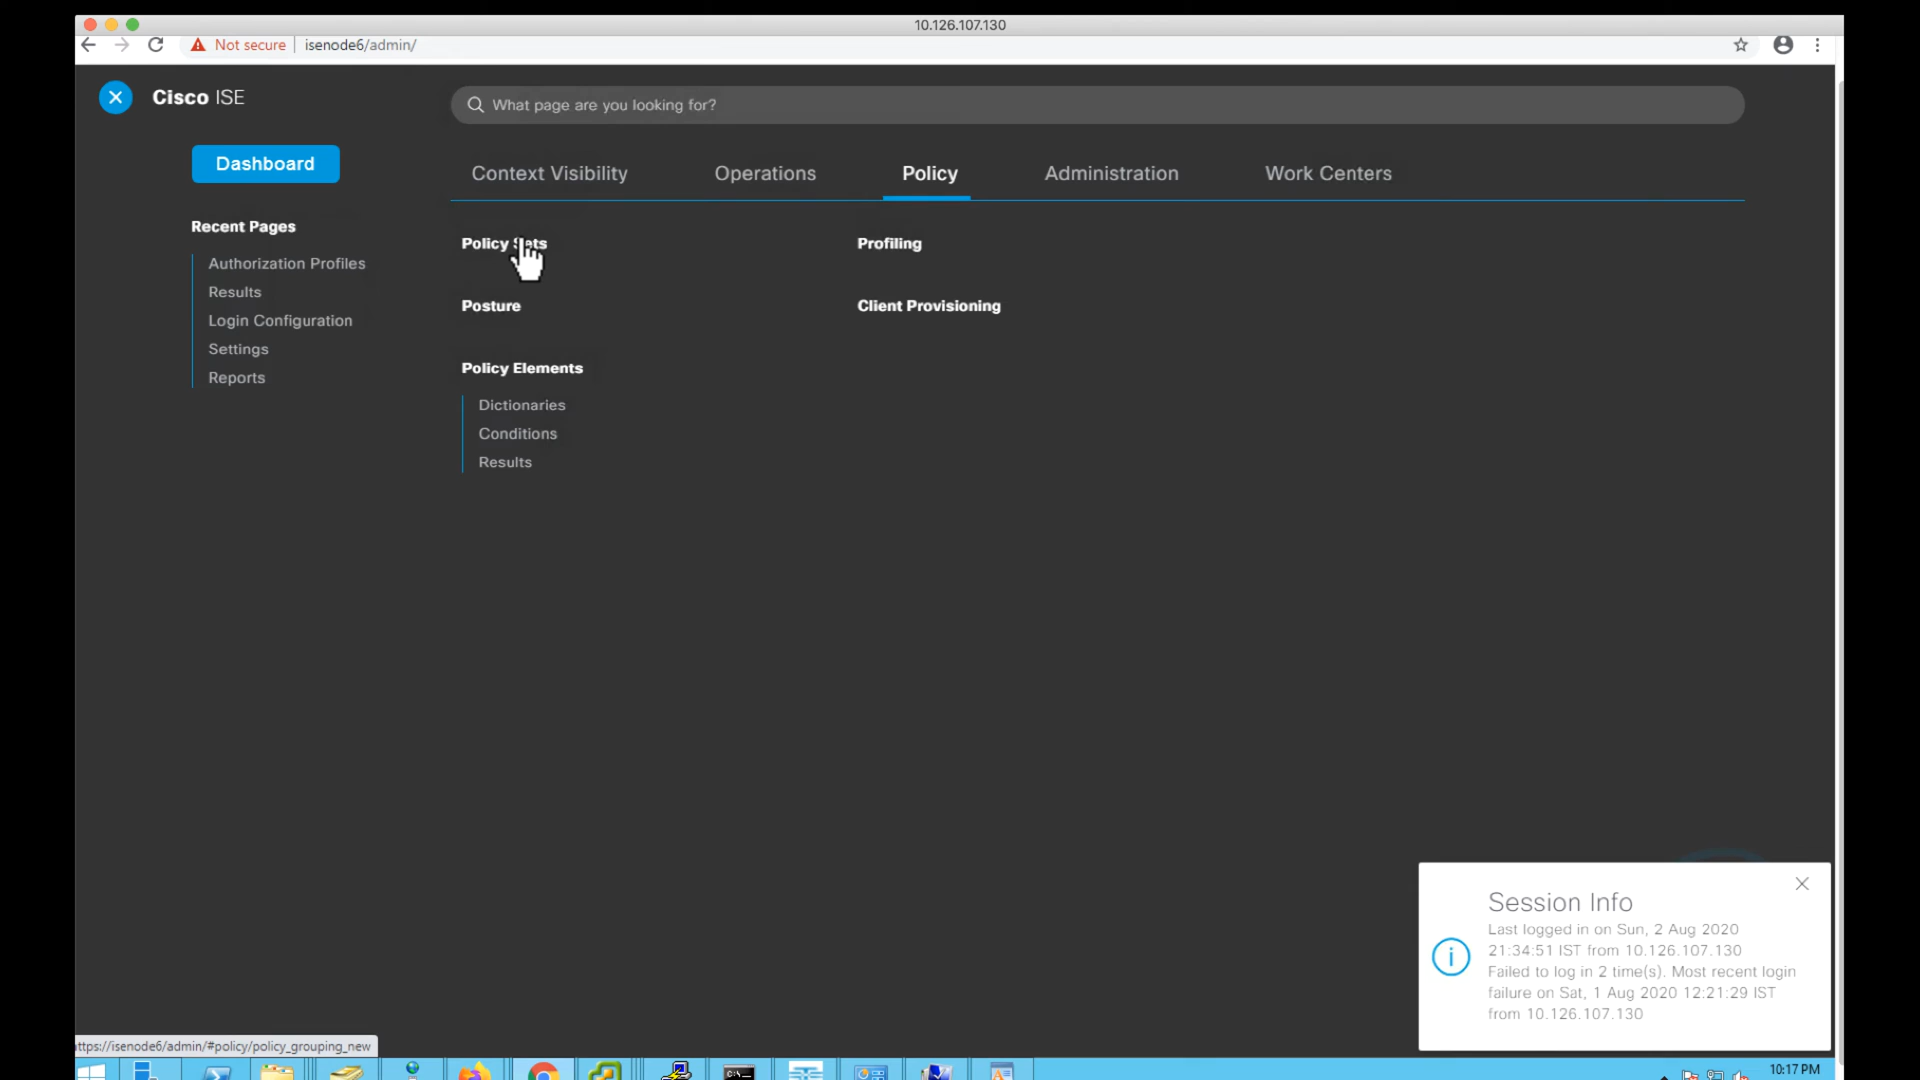 10.126.107.130
Not secure | isenode6/admin/
Cisco ISE
What page are you looking for?
Dashboard
Context Visibility
Operations
Policy
Administration
Work Centers
Recent Pages
Authorization Profiles
Results
Login Configuration
Settings
Reports
Policy Sets
Profiling
Posture
Client Provisioning
Policy Elements
Dictionaries
Conditions
Results
Session Info
Last logged in on Sun, 2 Aug 2020
21:34:51 IST from 10.126.107.130
Failed to log in 2 time(s). Most recent login
failure on Sat, 1 Aug 2020 12:21:29 IST
from 10.126.107.130
ttps://isenode6/admin/#policy/policy_grouping_new
10:17 PM